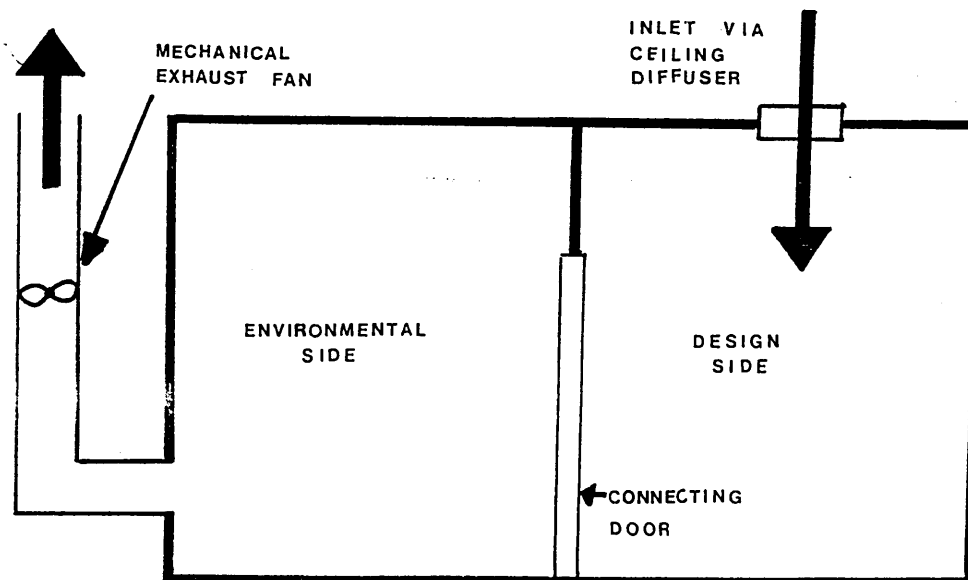 MECHANICAL
EXHAUST FAN
INLET VIA
CEILING
DIFFUSER
ENVIRONMENTAL
SIDE
DESIGN
SIDE
CONNECTING
DOOR